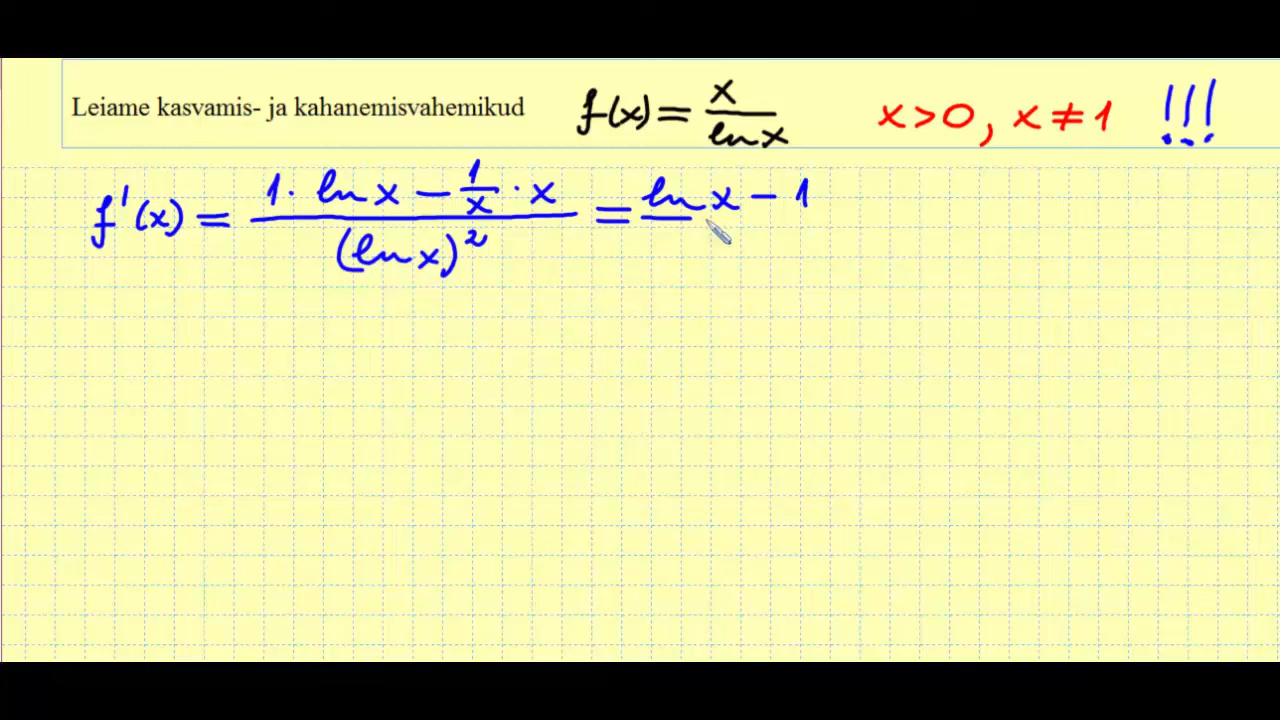 Leiame kasvamis- ja kahanemisvahemikud f(x) = x / ln x x > 0, x ≠ 1 !!!
f'(x) = (1 · ln x − 1/x · x) / (ln x)² = ln x − 1